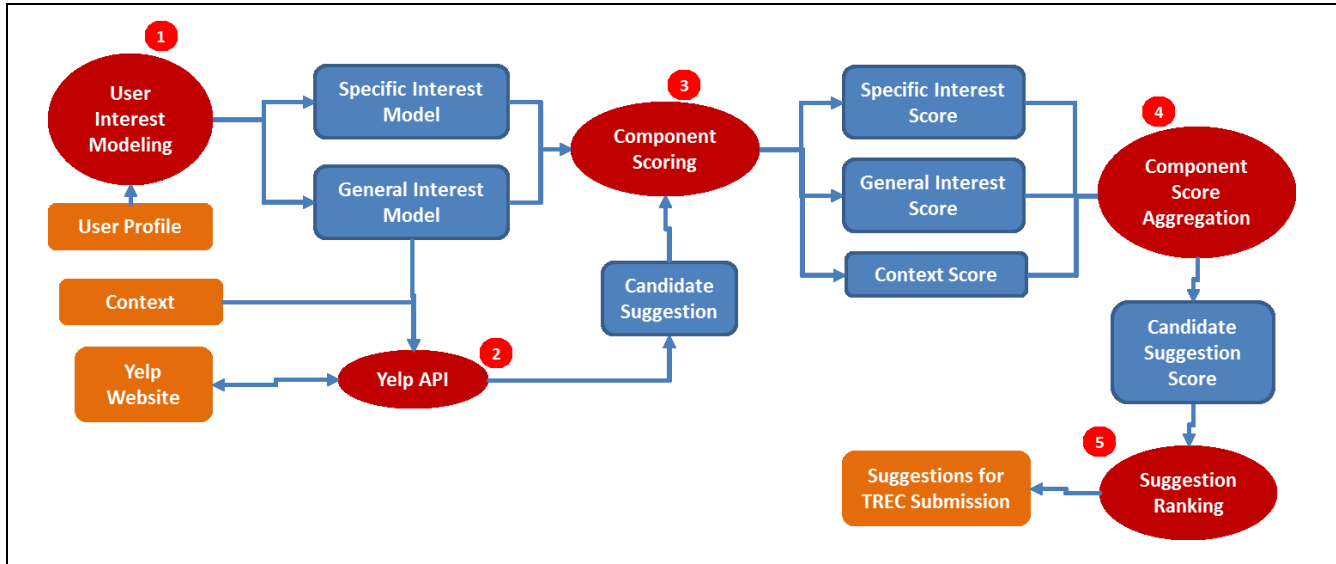 1
User
Interest
Modeling
User Profile
Context
Yelp
Website
Specific Interest
Model
General Interest
Model
2
Yelp API
3
Component
Scoring
Candidate
Suggestion
Specific Interest
Score
General Interest
Score
Context Score
4
Component
Score
Aggregation
Candidate
Suggestion
Score
5
Suggestion
Ranking
Suggestions for
TREC Submission